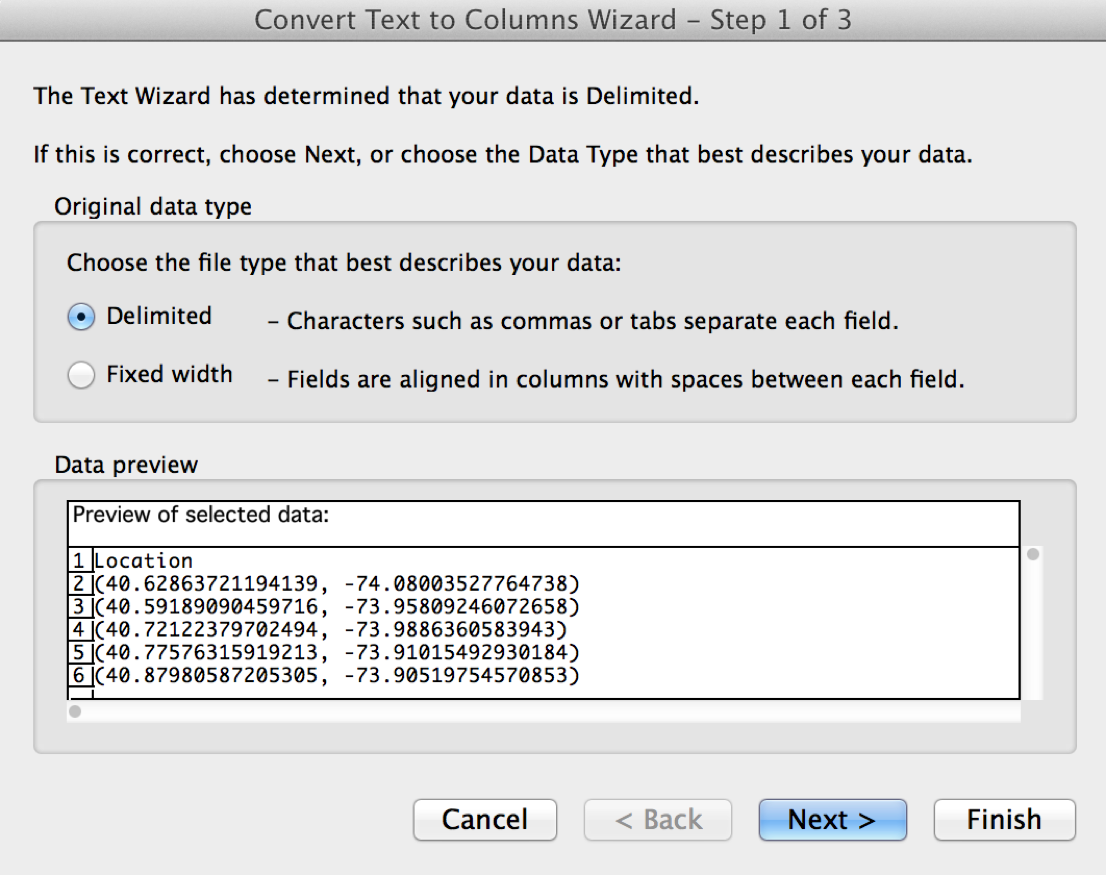 Convert Text to Columns Wizard – Step 1 of 3
The Text Wizard has determined that your data is Delimited.
If this is correct, choose Next, or choose the Data Type that best describes your data.
Original data type
Choose the file type that best describes your data:
Delimited – Characters such as commas or tabs separate each field.
Fixed width – Fields are aligned in columns with spaces between each field.
Data preview
Preview of selected data:
1 Location
2 (40.62863721194139, -74.08003527764738)
3 (40.59189090459716, -73.95809246072658)
4 (40.72122379702494, -73.9886360583943)
5 (40.77576315919213, -73.91015492930184)
6 (40.87980587205305, -73.90519754570853)
Cancel < Back Next > Finish